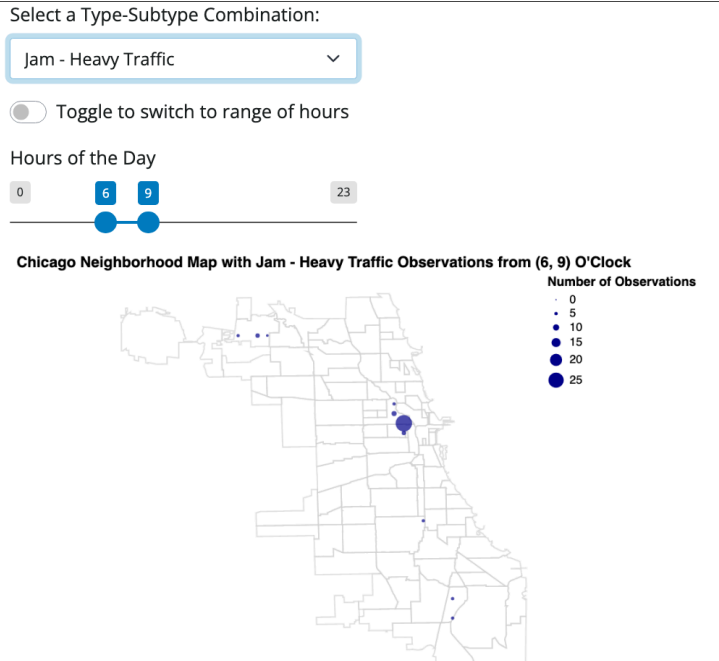 Select a Type-Subtype Combination:
Jam - Heavy Traffic
Toggle to switch to range of hours
Hours of the Day
0 6 9 23
Chicago Neighborhood Map with Jam - Heavy Traffic Observations from (6, 9) O'Clock
Number of Observations
0
5
10
15
20
25